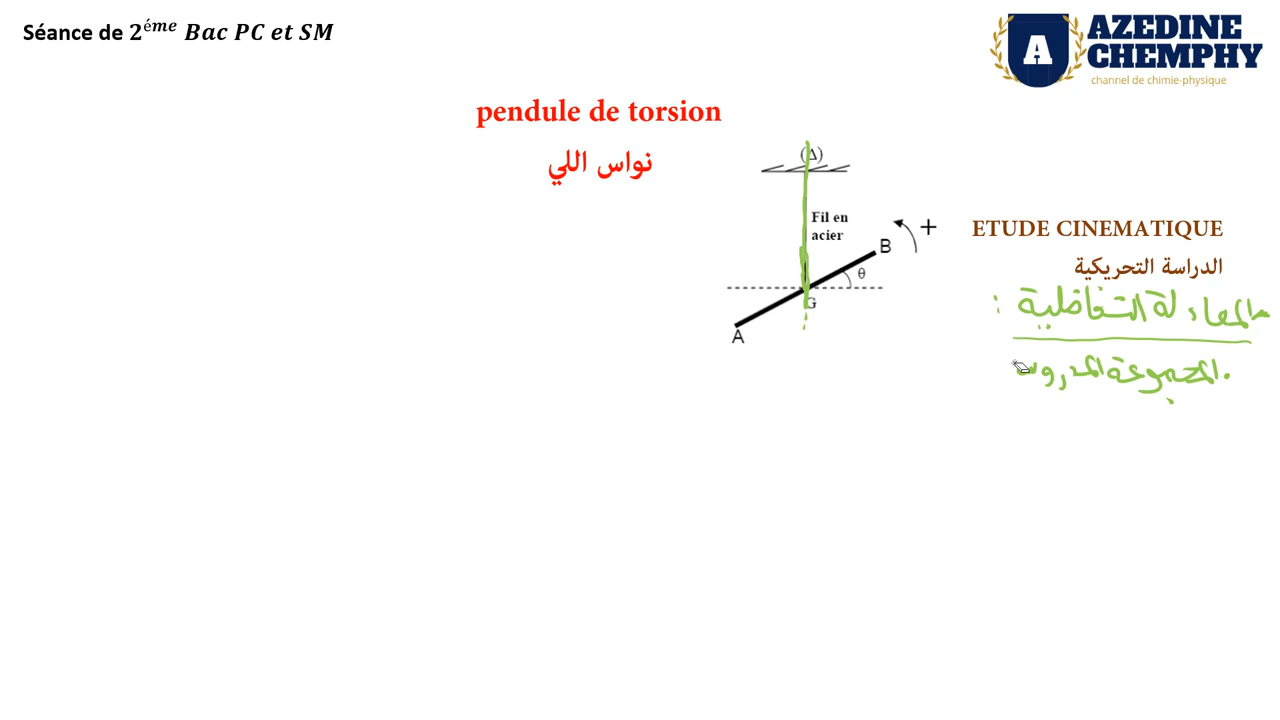 Séance de 2éme Bac PC et SM
AZEDINE
CHEMPHY
channel de chimie-physique
A
pendule de torsion
نواس اللي
(Δ)
Fil en
acier
B
+
θ
G
A
ETUDE CINEMATIQUE
الدراسة التحريكية
المعادلة التفاضلية :
المجموعة المدروس